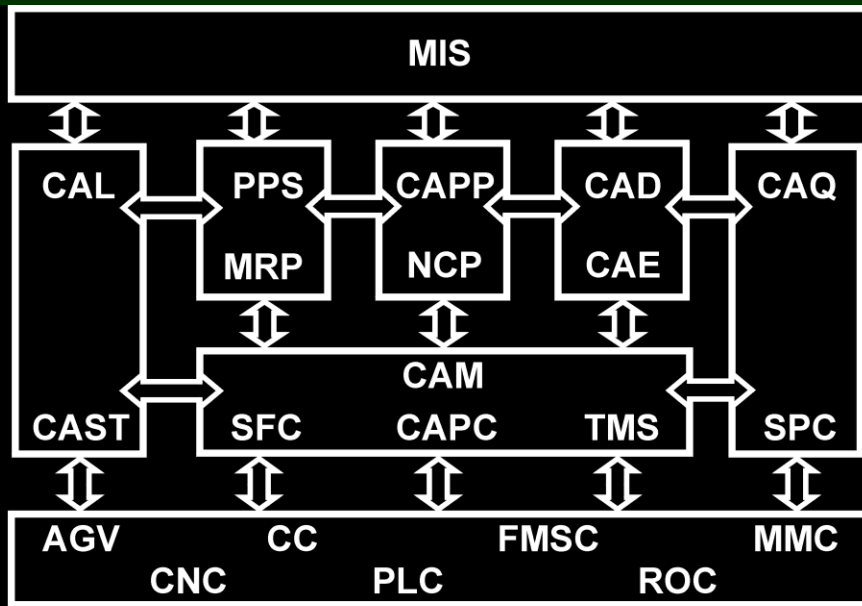 MIS
CAL PPS CAPP CAD CAQ
MRP NCP CAE
CAM
CAST SFC CAPC TMS SPC
AGV CC FMSC MMC
CNC PLC ROC